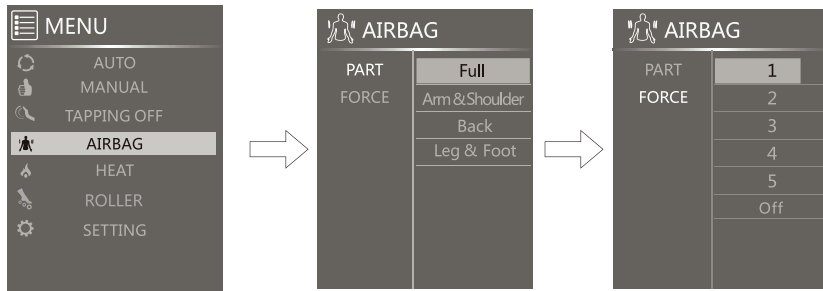 MENU
AUTO
MANUAL
TAPPING OFF
AIRBAG
HEAT
ROLLER
SETTING
AIRBAG
PART
FORCE
Full
Arm & Shoulder
Back
Leg & Foot
AIRBAG
PART
FORCE
1
2
3
4
5
Off